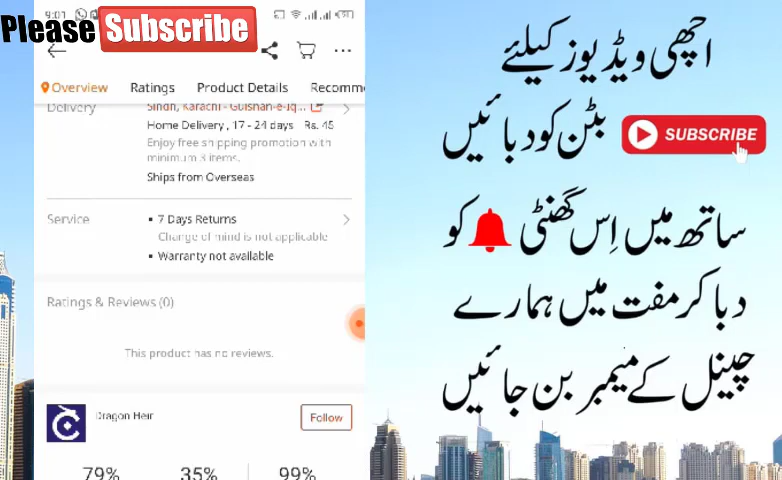 9:01
Please Subscribe
Overview Ratings Product Details Recomm
Delivery
Sindh, Karachi - Gulshan-e-Iq...
Home Delivery , 17 - 24 days Rs. 45
Enjoy free shipping promotion with
minimum 3 items.
Ships from Overseas
Service
7 Days Returns
Change of mind is not applicable
Warranty not available
Ratings & Reviews (0)
This product has no reviews.
Dragon Heir
Follow
79% 35% 99%
اچھی ویڈیوز کیلئے
بٹن کو دبائیں SUBSCRIBE
ساتھ میں اِس گھنٹی کو
دبا کر مفت میں ہمارے
چینل کے میمبر بن جائیں